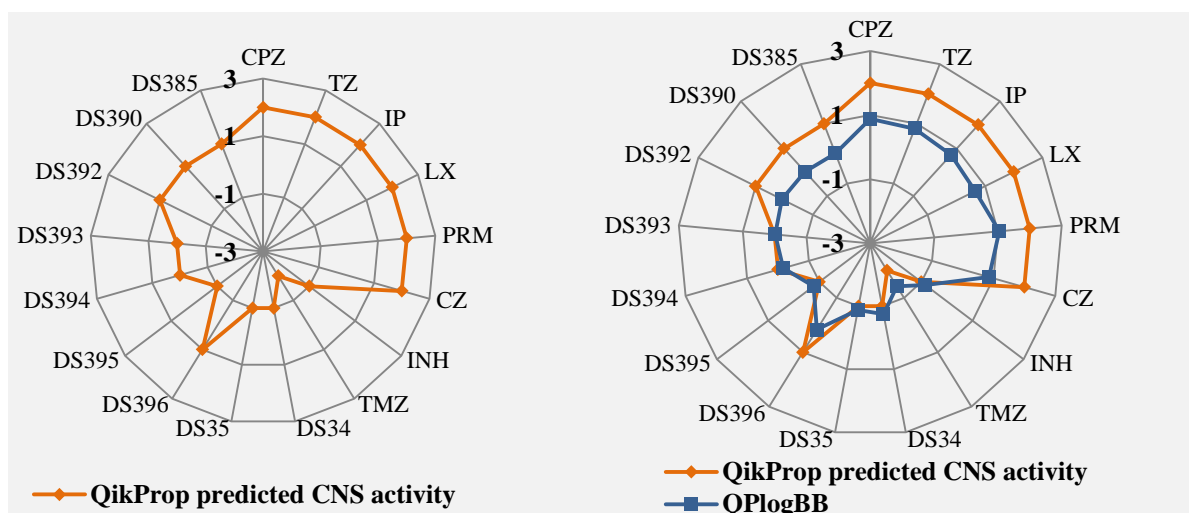 CPZ
TZ
IP
LX
PRM
CZ
INH
TMZ
DS34
DS35
DS396
DS395
DS394
DS393
DS392
DS390
DS385
3
1
-1
-3
QikProp predicted CNS activity
CPZ
TZ
IP
LX
PRM
CZ
INH
TMZ
DS34
DS35
DS396
DS395
DS394
DS393
DS392
DS390
DS385
3
1
-1
-3
QikProp predicted CNS activity
QPlogBB